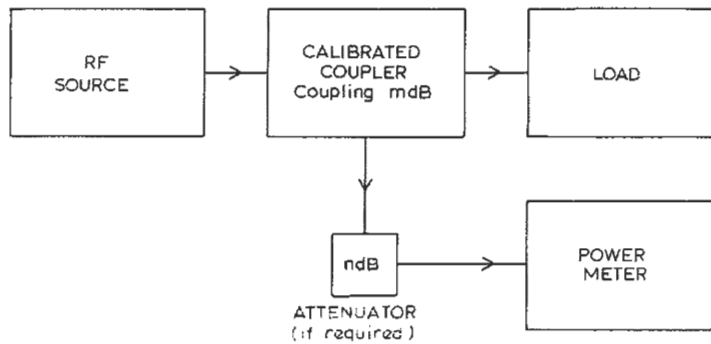 RF
SOURCE
CALIBRATED
COUPLER
Coupling mdB
LOAD
ndB
ATTENUATOR
(if required)
POWER
METER